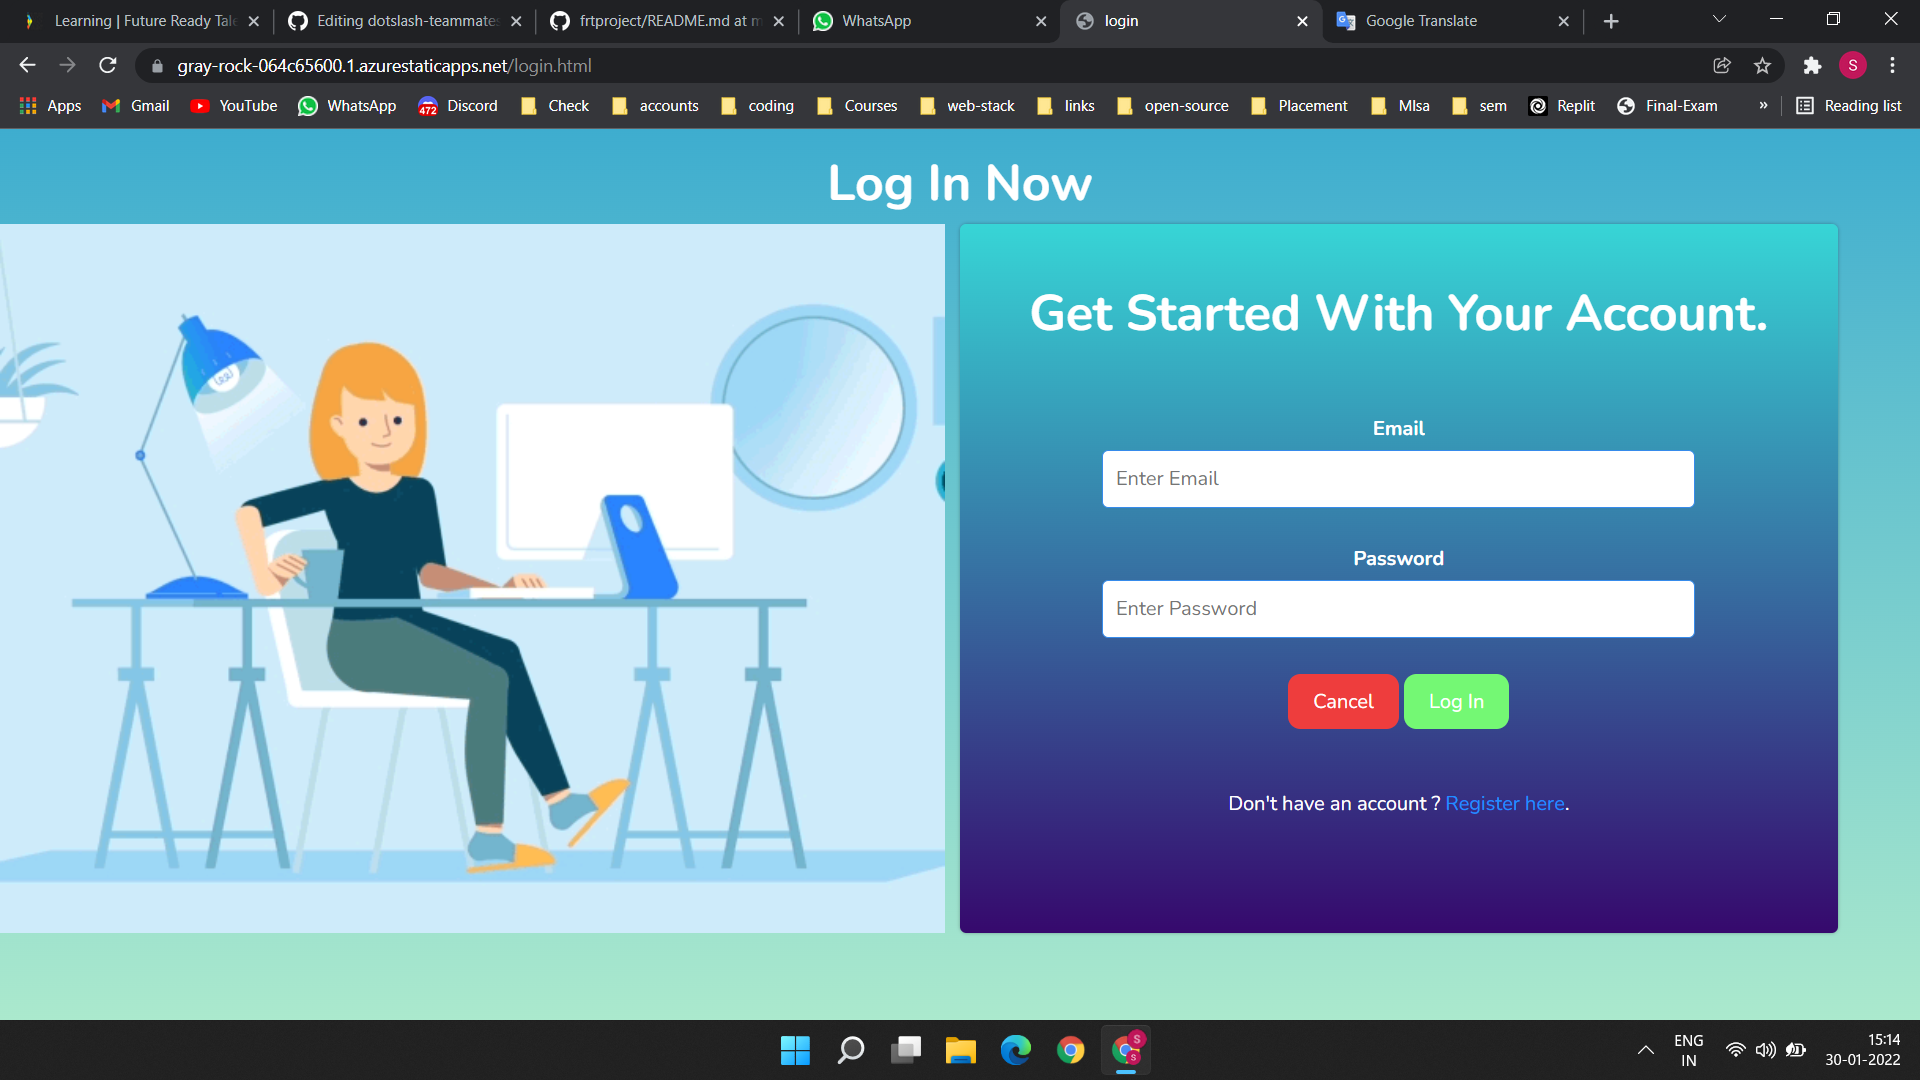 Learning | Future Ready Tale
Editing dotslash-teammates
frtproject/README.md at m
WhatsApp
login
Google Translate
gray-rock-064c65600.1.azurestaticapps.net/login.html
S
Apps
Gmail
YouTube
WhatsApp
472
Discord
Check
accounts
coding
Courses
web-stack
links
open-source
Placement
Mlsa
sem
Replit
Final-Exam
»
Reading list
Log In Now
Get Started With Your Account.
Email
Enter Email
Password
Enter Password
Cancel Log In
Don't have an account ? Register here.
S
S
ENG
IN
15:14
30-01-2022